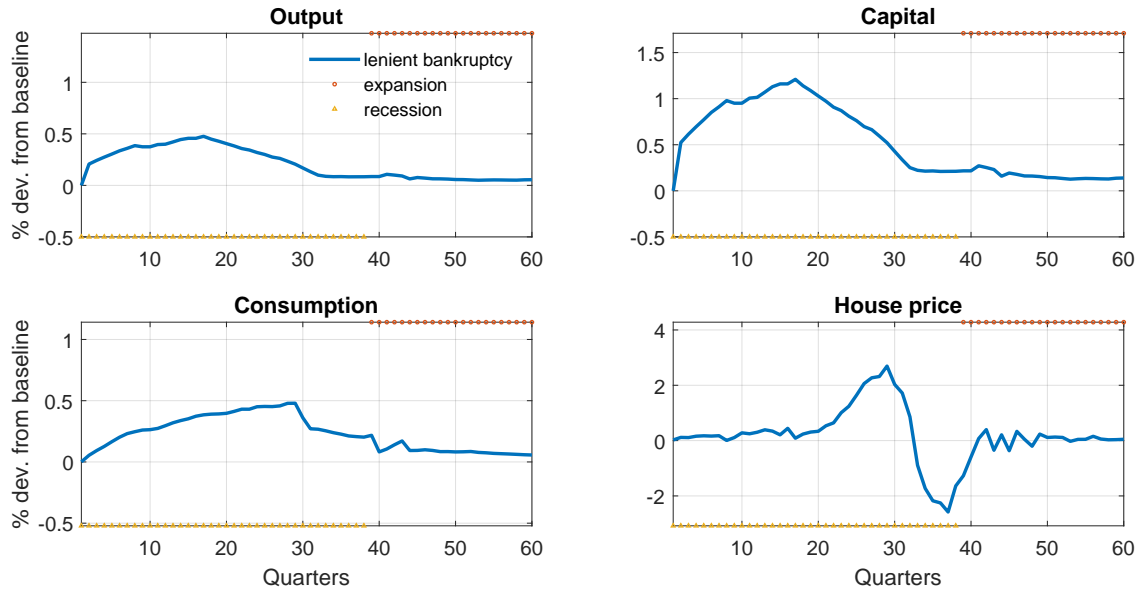 Output
% dev. from baseline
1
0.5
0
-0.5
10 20 30 40 50 60
lenient bankruptcy
expansion
recession
Capital
1.5
1
0.5
0
-0.5
10 20 30 40 50 60
Consumption
% dev. from baseline
1
0.5
0
-0.5
10 20 30 40 50 60
Quarters
House price
4
2
0
-2
10 20 30 40 50 60
Quarters